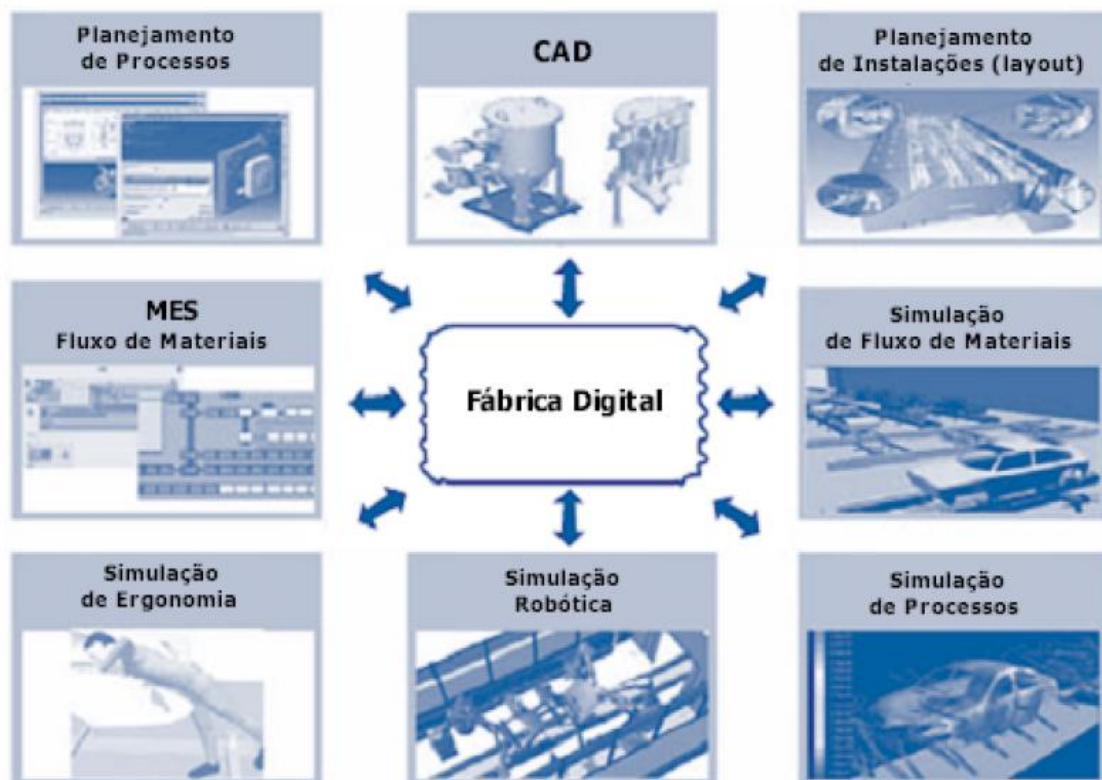 Planejamento
de Processos
CAD
Planejamento
de Instalações (layout)
MES
Fluxo de Materiais
Fábrica Digital
Simulação
de Fluxo de Materiais
Simulação
de Ergonomia
Simulação
Robótica
Simulação
de Processos